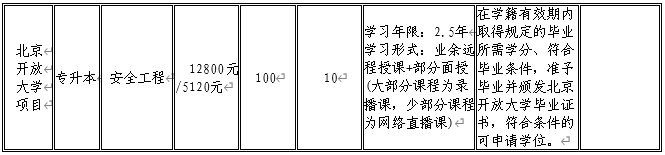 北京
开放
大学
项目
专升本
安全工程
12800元
/5120元
100
10
学习年限：2.5年
学习形式：业余远
程授课+部分面授
(大部分课程为录
播课，少部分课程
为网络直播课)
在学籍有效期内
取得规定的毕业
所需学分、符合
毕业条件，准予
毕业并颁发北京
开放大学毕业证
书，符合条件的
可申请学位。